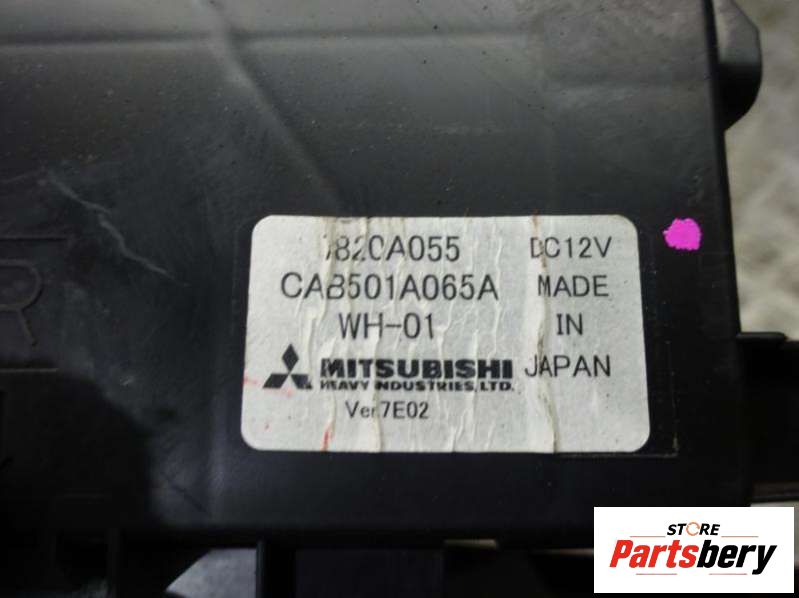 820A055 DC12V
CAB501A065A MADE
WH-01 IN
MITSUBISHI JAPAN
HEAVY INDUSTRIES, LTD.
Ver.7E02
R
STORE
Partsbery